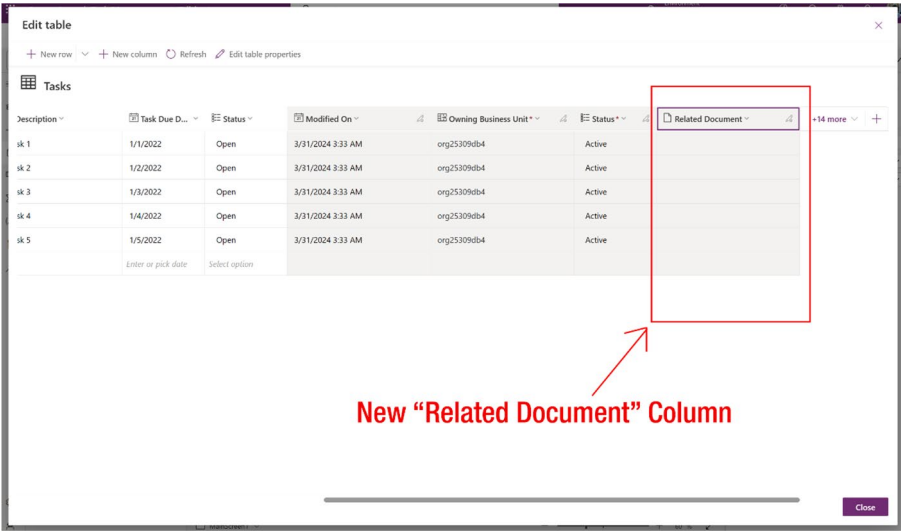 Edit table
New row New column Refresh Edit table properties
Tasks
Description Task Due D... Status Modified On Owning Business Unit * Status * Related Document +14 more
sk 1 1/1/2022 Open 3/31/2024 3:33 AM org25309db4 Active
sk 2 1/2/2022 Open 3/31/2024 3:33 AM org25309db4 Active
sk 3 1/3/2022 Open 3/31/2024 3:33 AM org25309db4 Active
sk 4 1/4/2022 Open 3/31/2024 3:33 AM org25309db4 Active
sk 5 1/5/2022 Open 3/31/2024 3:33 AM org25309db4 Active
Enter or pick date Select option
New “Related Document” Column
Close